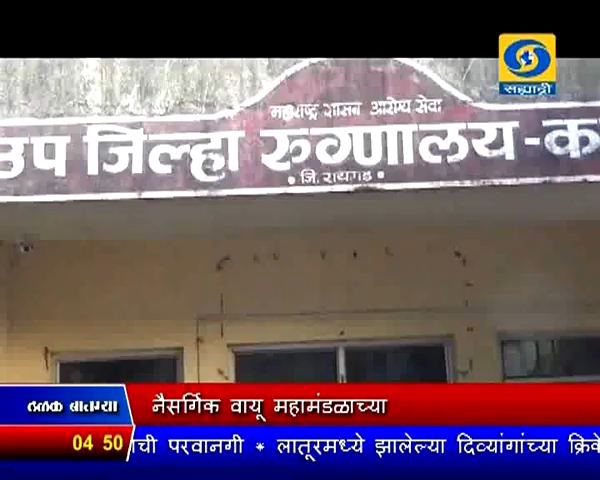 सह्याद्री
महाराष्ट्र शासन आरोग्य सेवा
उप जिल्हा रुग्णालय - क
• जि. रायगड •
ठळक बातम्या
नैसर्गिक वायू महामंडळाच्या
04 50
ची परवानगी * लातूरमध्ये झालेल्या दिव्यांगांच्या क्रिके